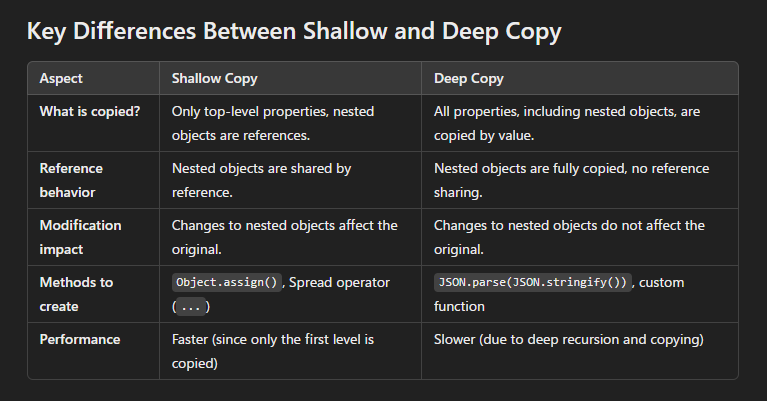 Key Differences Between Shallow and Deep Copy
Aspect Shallow Copy Deep Copy
What is copied? Only top-level properties, nested objects are references. All properties, including nested objects, are copied by value.
Reference behavior Nested objects are shared by reference. Nested objects are fully copied, no reference sharing.
Modification impact Changes to nested objects affect the original. Changes to nested objects do not affect the original.
Methods to create Object.assign(), Spread operator (...) JSON.parse(JSON.stringify()), custom function
Performance Faster (since only the first level is copied) Slower (due to deep recursion and copying)